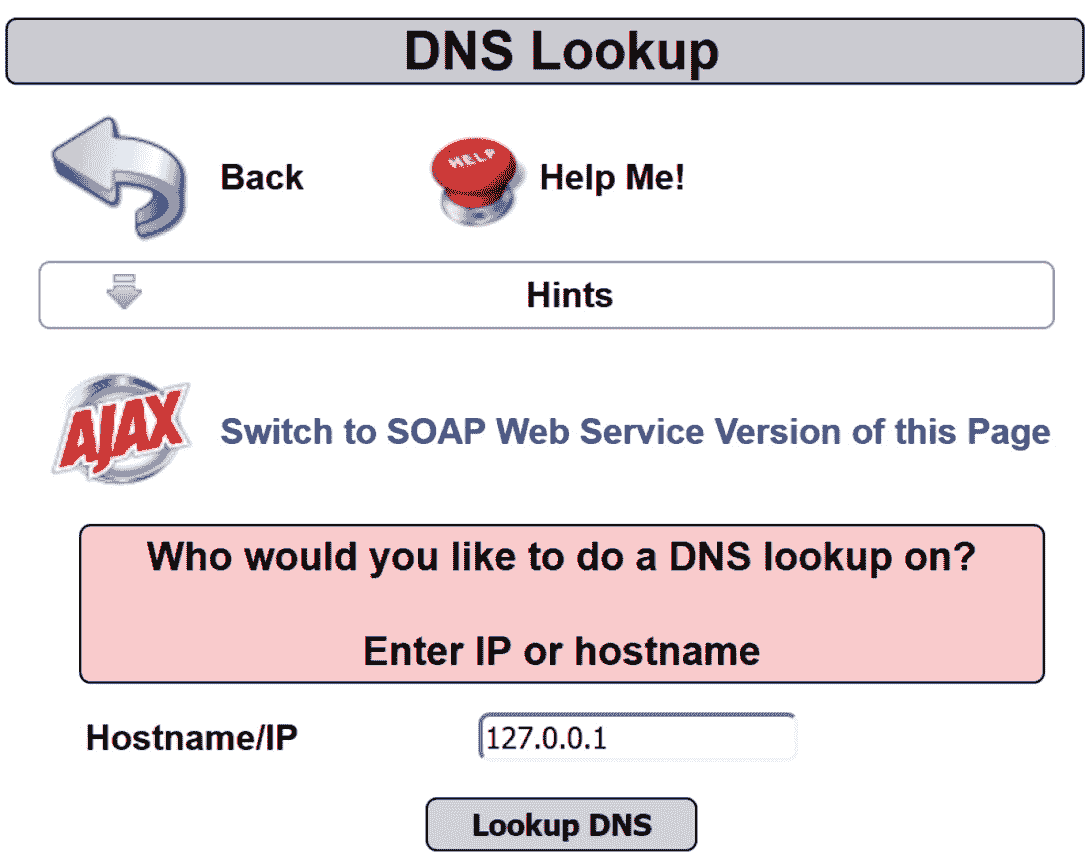 DNS Lookup
Back
HELP
Help Me!
Hints
AJAX
Switch to SOAP Web Service Version of this Page
Who would you like to do a DNS lookup on?
Enter IP or hostname
Hostname/IP
127.0.0.1
Lookup DNS